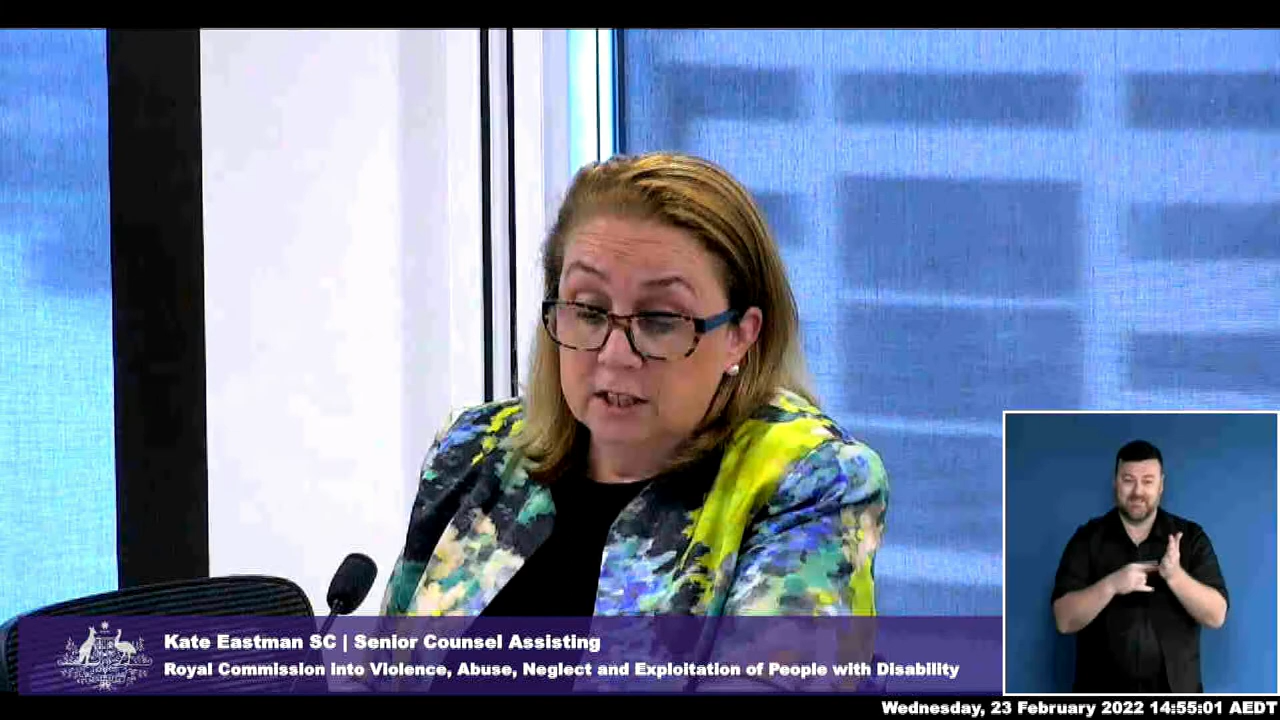 Kate Eastman SC | Senior Counsel Assisting
Royal Commission into Violence, Abuse, Neglect and Exploitation of People with Disability
Wednesday, 23 February 2022 14:55:01 AEDT